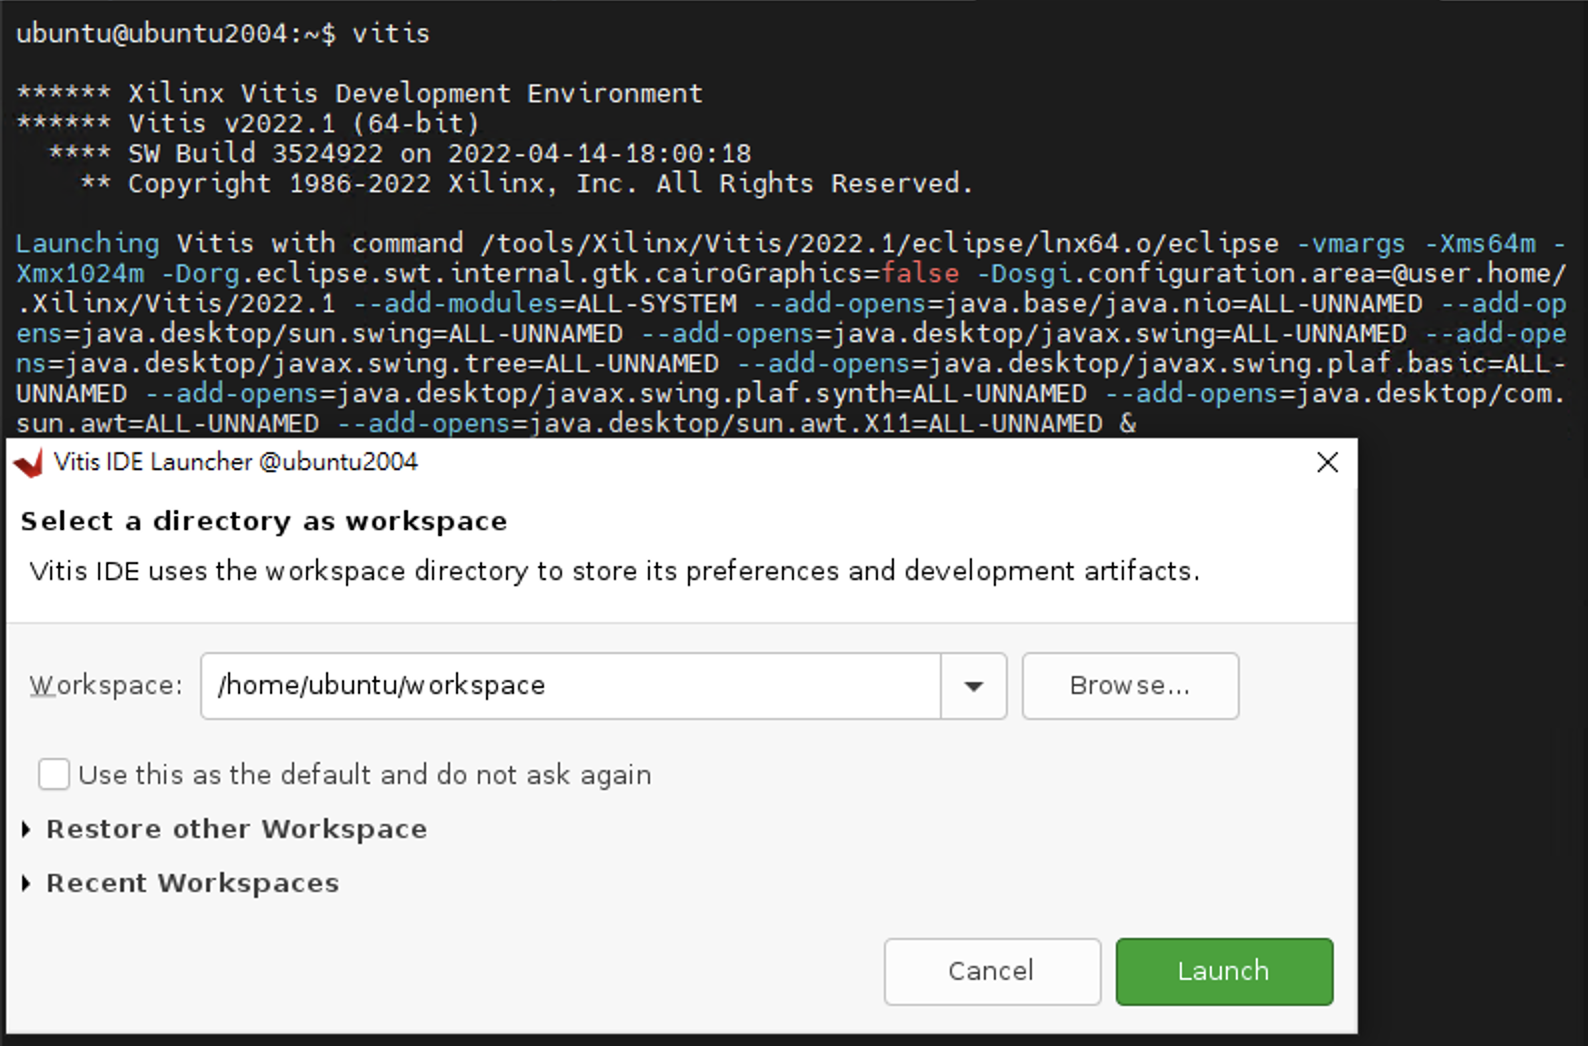 ubuntu@ubuntu2004:~$ vitis
****** Xilinx Vitis Development Environment
****** Vitis v2022.1 (64-bit)
**** SW Build 3524922 on 2022-04-14-18:00:18
** Copyright 1986-2022 Xilinx, Inc. All Rights Reserved.
Launching Vitis with command /tools/Xilinx/Vitis/2022.1/eclipse/lnx64.o/eclipse -vmargs -Xms64m -
Xmx1024m -Dorg.eclipse.swt.internal.gtk.cairoGraphics=false -Dosgi.configuration.area=@user.home/
.Xilinx/Vitis/2022.1 --add-modules=ALL-SYSTEM --add-opens=java.base/java.nio=ALL-UNNAMED --add-op
ens=java.desktop/sun.swing=ALL-UNNAMED --add-opens=java.desktop/javax.swing=ALL-UNNAMED --add-ope
ns=java.desktop/javax.swing.tree=ALL-UNNAMED --add-opens=java.desktop/javax.swing.plaf.basic=ALL-
UNNAMED --add-opens=java.desktop/javax.swing.plaf.synth=ALL-UNNAMED --add-opens=java.desktop/com.
sun.awt=ALL-UNNAMED --add-opens=java.desktop/sun.awt.X11=ALL-UNNAMED &
Vitis IDE Launcher @ubuntu2004
Select a directory as workspace
Vitis IDE uses the workspace directory to store its preferences and development artifacts.
Workspace: /home/ubuntu/workspace Browse...
Use this as the default and do not ask again
Restore other Workspace
Recent Workspaces
Cancel Launch